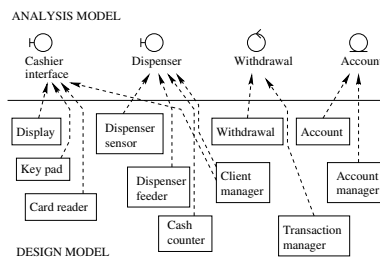 ANALYSIS MODEL
Cashier
interface
Dispenser
Withdrawal
Account
Display
Dispenser
sensor
Withdrawal
Account
Key pad
Dispenser
feeder
Client
manager
Account
manager
Card reader
Cash
counter
Transaction
manager
DESIGN MODEL